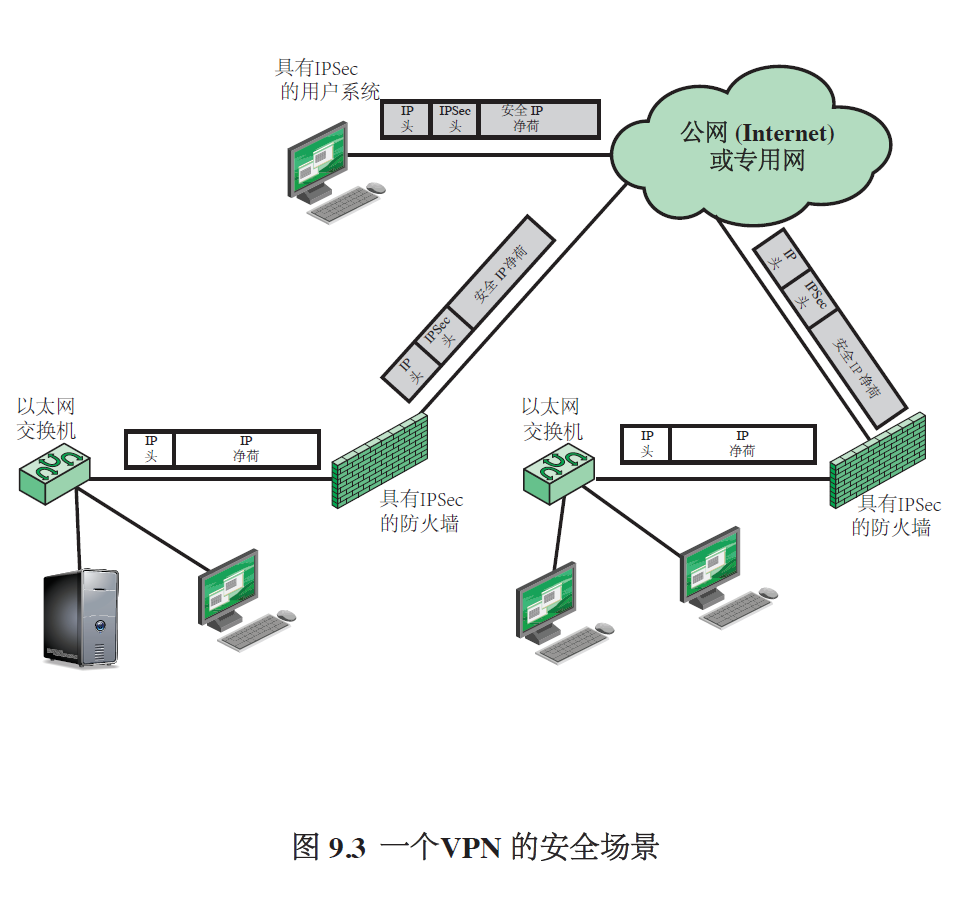 具有IPSec
的用户系统
IP
头
IPSec
头
安全 IP
净荷
公网 (Internet)
或专用网
IP
头
IPSec
头
安全 IP 净荷
IP
头
IPSec
头
安全 IP 净荷
以太网
交换机
IP
头
IP
净荷
具有IPSec
的防火墙
以太网
交换机
IP
头
IP
净荷
具有IPSec
的防火墙
图 9.3 一个VPN 的安全场景